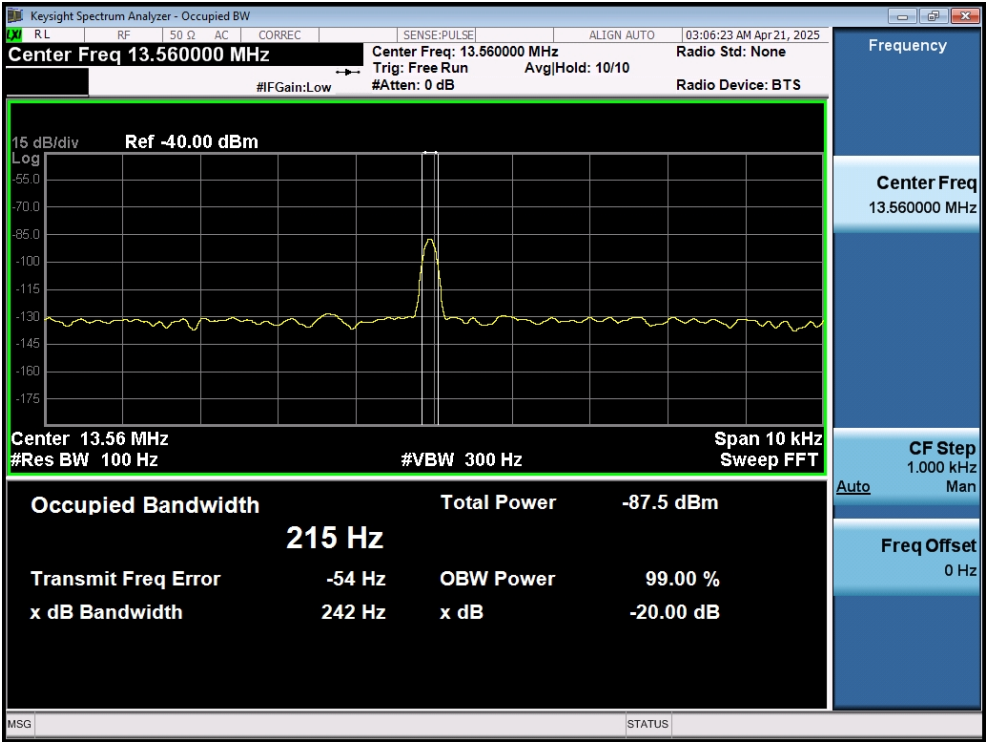 Keysight Spectrum Analyzer - Occupied BW
LXI RL RF 50 Ω AC CORREC SENSE:PULSE ALIGN AUTO 03:06:23 AM Apr 21, 2025
Center Freq 13.560000 MHz
Center Freq: 13.560000 MHz
Radio Std: None
Trig: Free Run Avg|Hold: 10/10
#IFGain:Low
#Atten: 0 dB
Radio Device: BTS
15 dB/div Ref -40.00 dBm
Log
-55.0
-70.0
-85.0
-100
-115
-130
-145
-160
-175
Center 13.56 MHz Span 10 kHz
#Res BW 100 Hz #VBW 300 Hz Sweep FFT
Occupied Bandwidth Total Power -87.5 dBm
215 Hz
Transmit Freq Error -54 Hz OBW Power 99.00 %
x dB Bandwidth 242 Hz x dB -20.00 dB
MSG STATUS
Frequency
Center Freq
13.560000 MHz
CF Step
1.000 kHz
Auto Man
Freq Offset
0 Hz